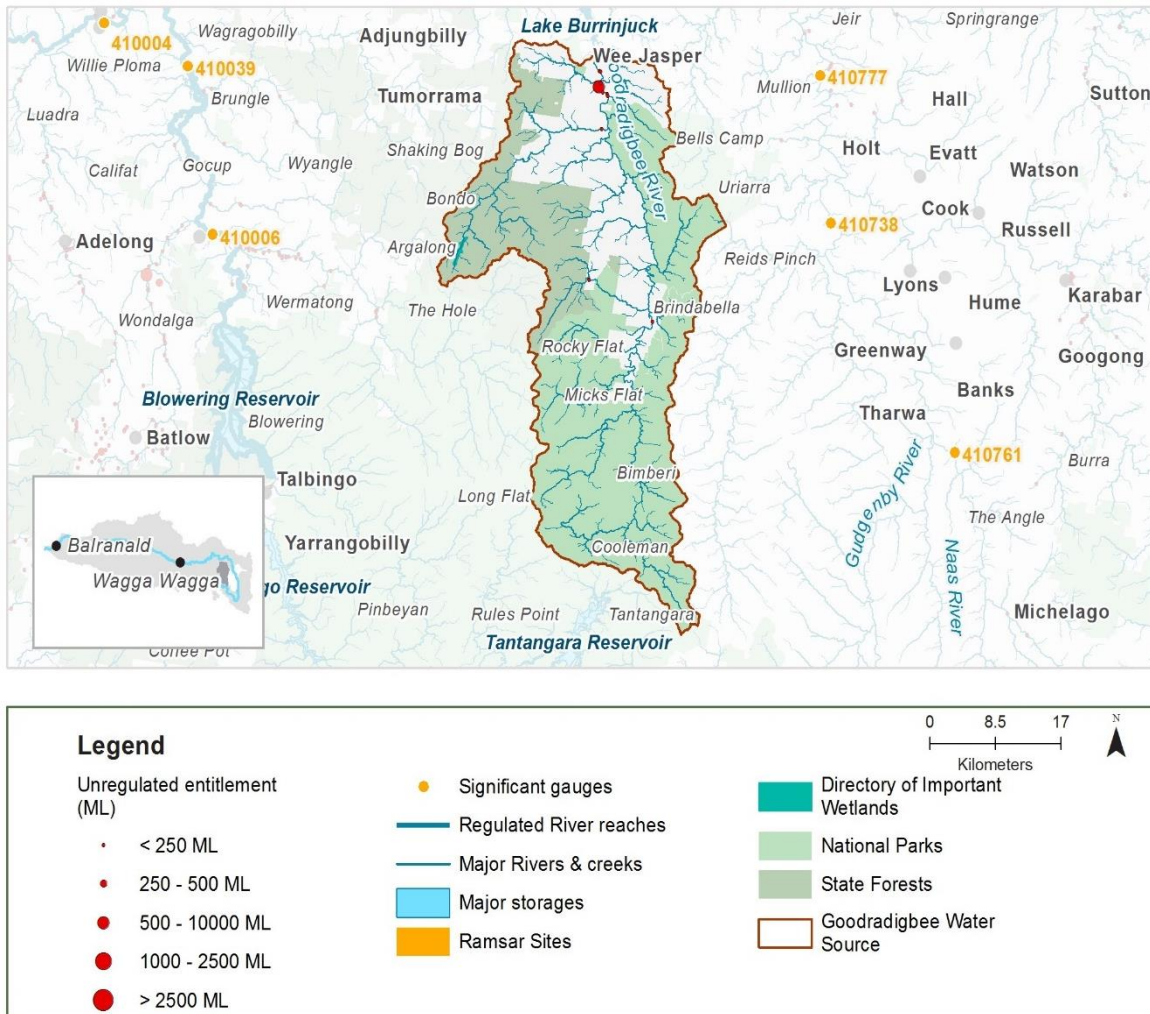 Lake Burrinjuck
Jeir
Springrange
410004
Wagragobilly
Adjungbilly
Wee Jasper
Willie Ploma
410039
410777
Mullion
Brungle
Tumorrama
Hall
Sutton
Luadra
Goodradigbee River
Bells Camp
Shaking Bog
Holt
Evatt
Califat
Gocup
Wyangle
Watson
Uriarra
Bondo
Cook
Adelong
410006
Argalong
410738
Russell
Reids Pinch
Lyons
Wermatong
The Hole
Hume
Karabar
Wondalga
Brindabella
Rocky Flat
Greenway
Googong
Blowering Reservoir
Micks Flat
Banks
Blowering
Tharwa
Batlow
410761
Burra
Talbingo
Bimberi
Long Flat
Gudgenby River
The Angle
Yarrangobilly
Cooleman
Balranald
Naas River
Wagga Wagga
go Reservoir
Pinbeyan
Rules Point
Tantangara
Michelago
Tantangara Reservoir
Coffee Pot
Legend
0 8.5 17
Kilometers
N
Unregulated entitlement
(ML)
< 250 ML
250 - 500 ML
500 - 10000 ML
1000 - 2500 ML
> 2500 ML
Significant gauges
Regulated River reaches
Major Rivers & creeks
Major storages
Ramsar Sites
Directory of Important
Wetlands
National Parks
State Forests
Goodradigbee Water
Source